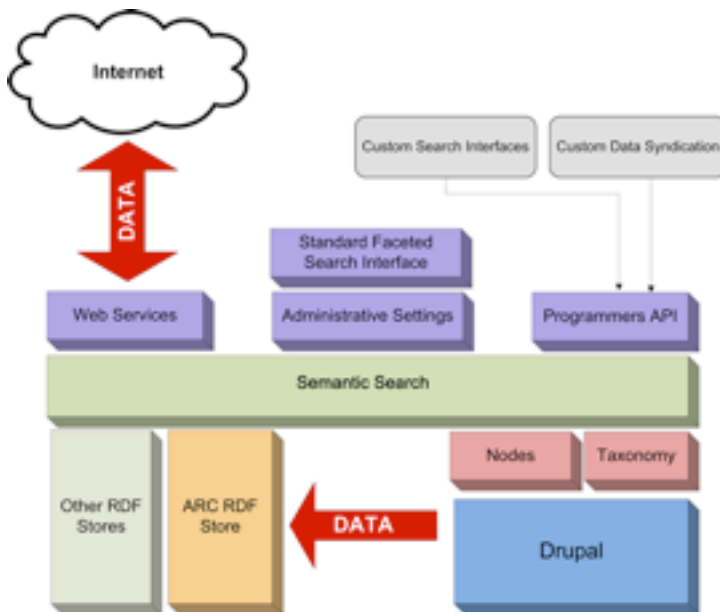 Internet
Custom Search Interfaces
Custom Data Syndication
DATA
Standard Faceted
Search Interface
Web Services
Administrative Settings
Programmers API
Semantic Search
Nodes
Taxonomy
Other RDF
Stores
ARC RDF
Store
DATA
Drupal